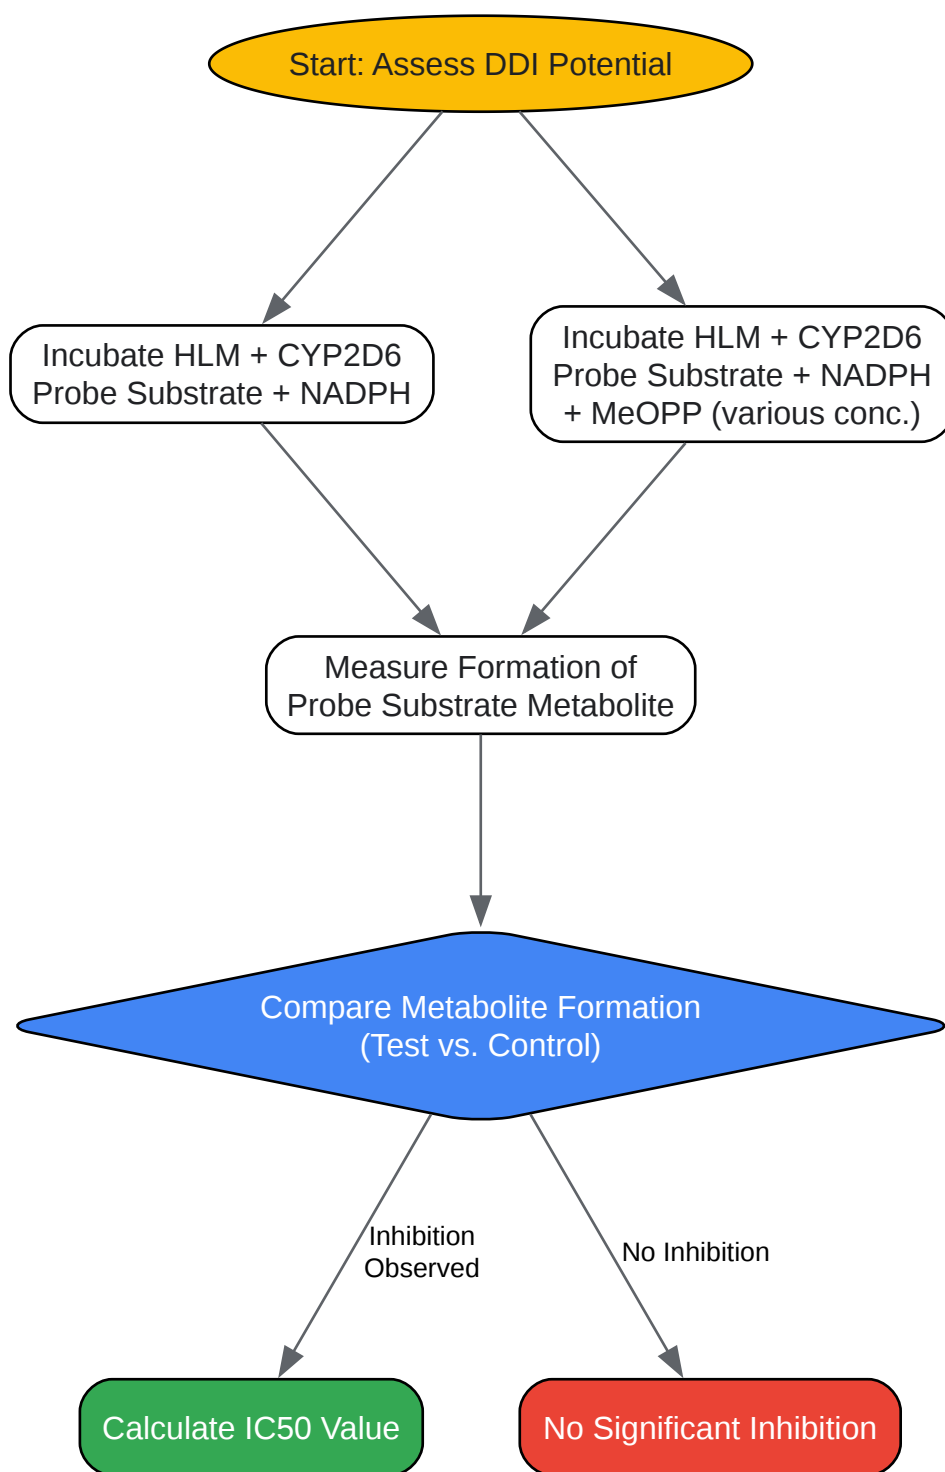 Start: Assess DDI Potential
Incubate HLM + CYP2D6
Probe Substrate + NADPH
Incubate HLM + CYP2D6
Probe Substrate + NADPH
+ MeOPP (various conc.)
Measure Formation of
Probe Substrate Metabolite
Compare Metabolite Formation
(Test vs. Control)
Inhibition
Observed
No Inhibition
Calculate IC50 Value
No Significant Inhibition